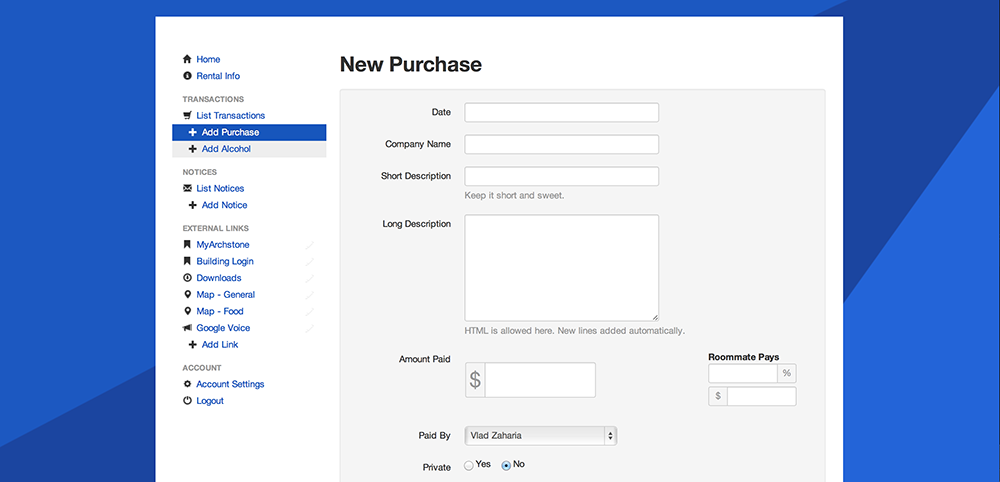 Home
Rental Info
TRANSACTIONS
List Transactions
Add Purchase
Add Alcohol
NOTICES
List Notices
Add Notice
EXTERNAL LINKS
MyArchstone
Building Login
Downloads
Map - General
Map - Food
Google Voice
Add Link
ACCOUNT
Account Settings
Logout
New Purchase
Date
Company Name
Short Description
Keep it short and sweet.
Long Description
HTML is allowed here. New lines added automatically.
Amount Paid
$
Roommate Pays
%
$
Paid By
Vlad Zaharia
Private
Yes No